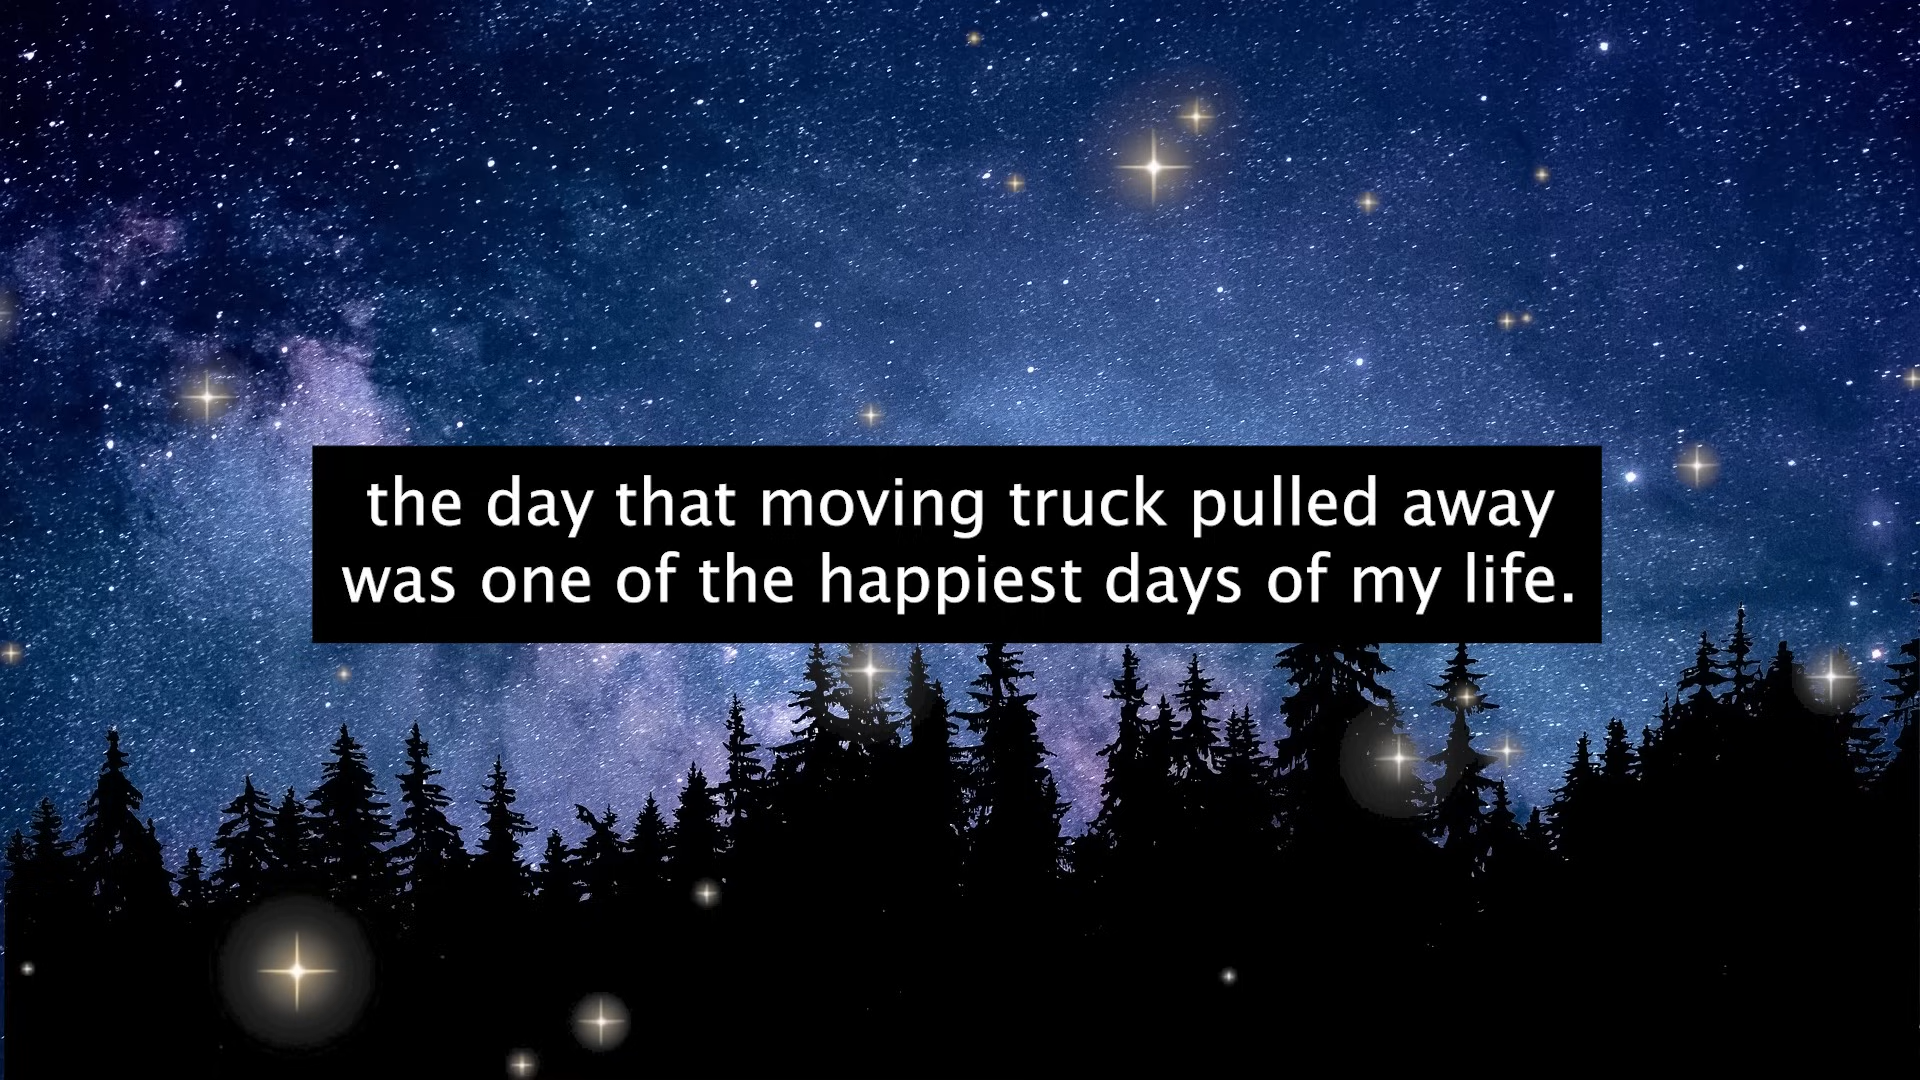 the day that moving truck pulled away
was one of the happiest days of my life.